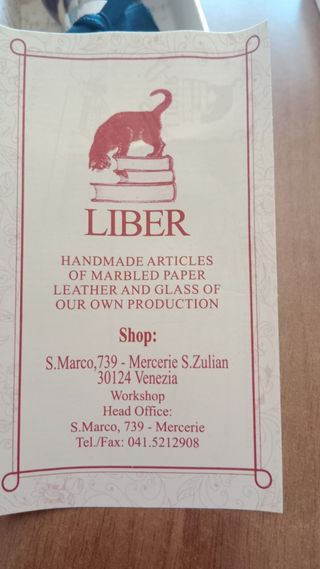 LIBER
HANDMADE ARTICLES
OF MARBLED PAPER
LEATHER AND GLASS OF
OUR OWN PRODUCTION
Shop:
S.Marco,739 - Mercerie S.Zulian
30124 Venezia
Workshop
Head Office:
S.Marco, 739 - Mercerie
Tel./Fax: 041.5212908